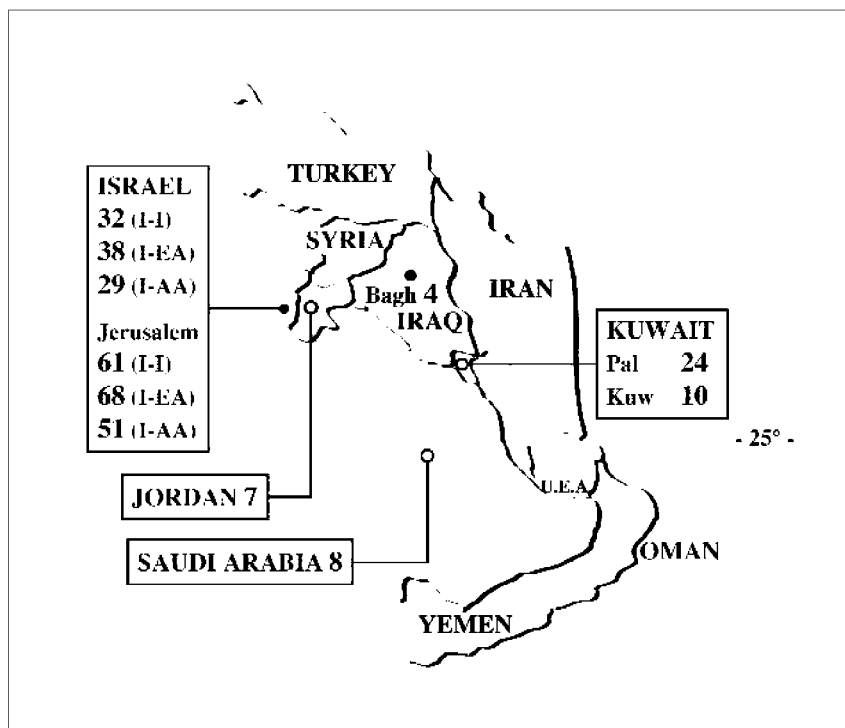 TURKEY
ISRAEL
32 (I-I)
38 (I-EA)
29 (I-AA)
Jerusalem
61 (I-I)
68 (I-EA)
51 (I-AA)
SYRIA
Bagh 4
IRAQ
IRAN
KUWAIT
Pal 24
Kuw 10
- 25° -
JORDAN 7
U.E.A
SAUDI ARABIA 8
OMAN
YEMEN